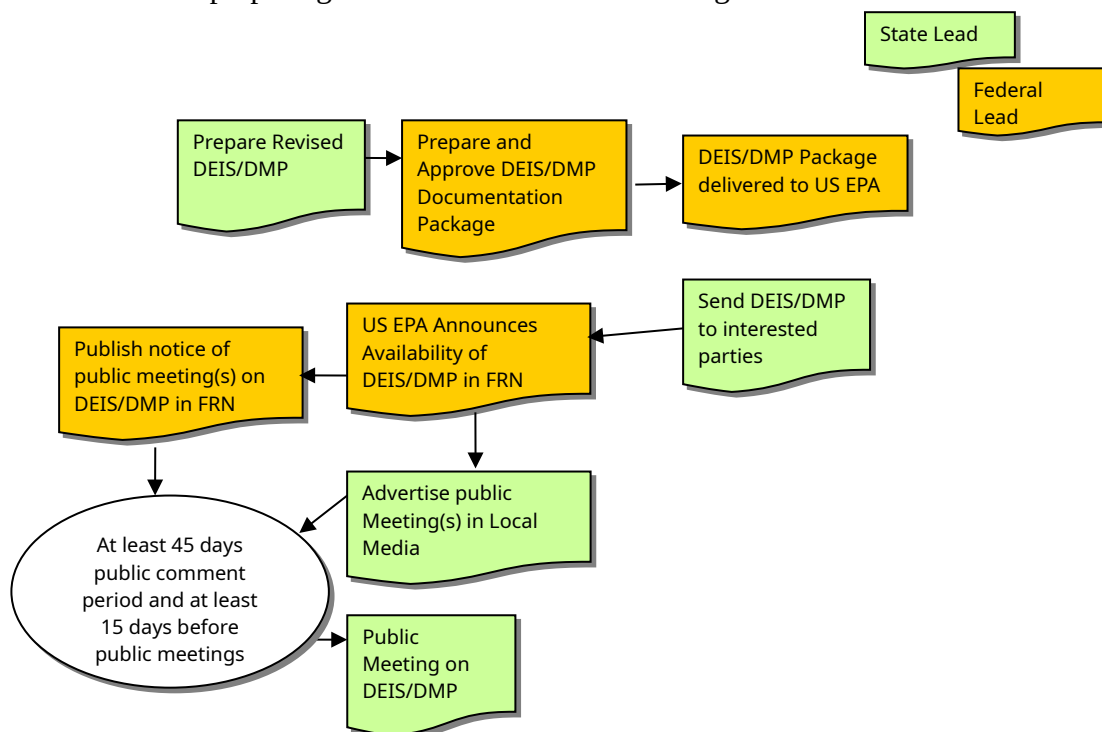 State Lead
Federal
Lead
Prepare Revised
DEIS/DMP
Prepare and
Approve DEIS/DMP
Documentation
Package
DEIS/DMP Package
delivered to US EPA
Send DEIS/DMP
to interested
parties
US EPA Announces
Availability of
DEIS/DMP in FRN
Publish notice of
public meeting(s) on
DEIS/DMP in FRN
Advertise public
Meeting(s) in Local
Media
At least 45 days
public comment
period and at least
15 days before
public meetings
Public
Meeting on
DEIS/DMP